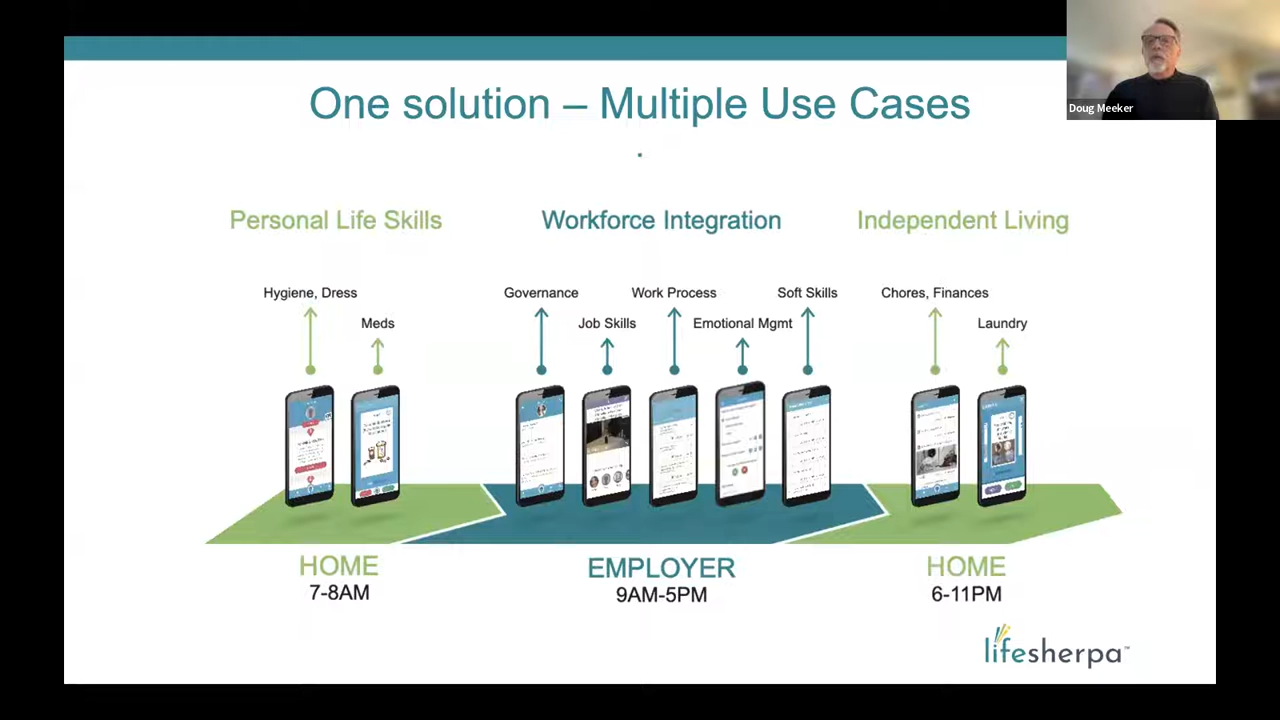 One solution – Multiple Use Cases
Doug Meeker
Personal Life Skills
Workforce Integration
Independent Living
Hygiene, Dress
Governance
Work Process
Soft Skills
Chores, Finances
Meds
Job Skills
Emotional Mgmt
Laundry
HOME
EMPLOYER
HOME
7-8AM
9AM-5PM
6-11PM
lifesherpa™